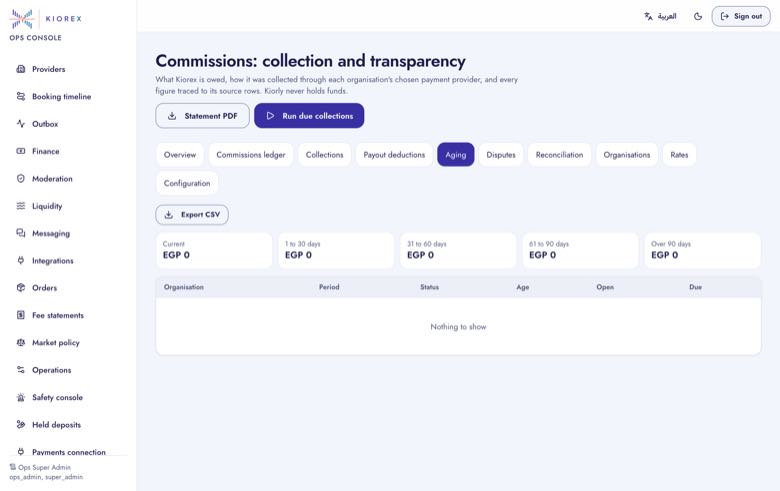 KIOREX
OPS CONSOLE
Providers
Booking timeline
Outbox
Finance
Moderation
Liquidity
Messaging
Integrations
Orders
Fee statements
Market policy
Operations
Safety console
Held deposits
Payments connection
Ops Super Admin
ops_admin, super_admin
العربية
Sign out
Commissions: collection and transparency
What Kiorex is owed, how it was collected through each organisation's chosen payment provider, and every
figure traced to its source rows. Kiorly never holds funds.
Statement PDF
Run due collections
Overview
Commissions ledger
Collections
Payout deductions
Aging
Disputes
Reconciliation
Organisations
Rates
Configuration
Export CSV
Current
EGP 0
1 to 30 days
EGP 0
31 to 60 days
EGP 0
61 to 90 days
EGP 0
Over 90 days
EGP 0
Organisation Period Status Age Open Due
Nothing to show